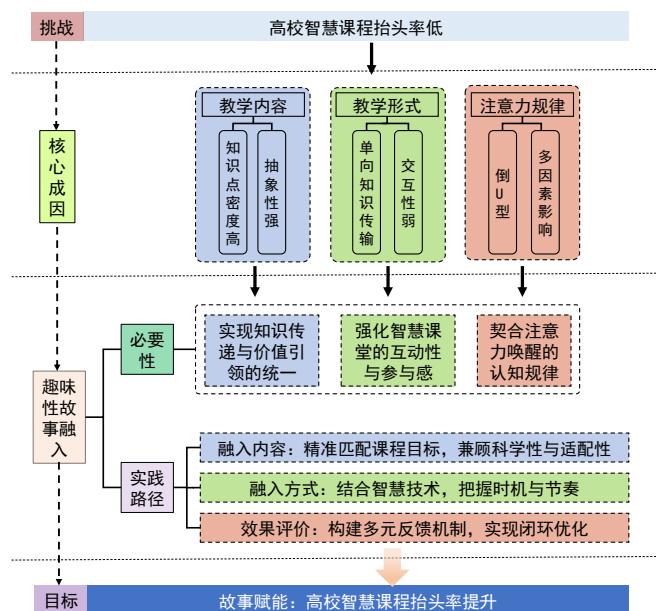 挑战
高校智慧课程抬头率低
核心成因
教学内容
知识点密度高
抽象性强
教学形式
单向知识传输
交互性弱
注意力规律
倒U型
多因素影响
趣味
性故
事融
入
必要
性
实现知识传
递与价值引
领的统一
强化智慧课
堂的互动性
与参与感
契合注意
力唤醒的
认知规律
实践
路径
融入内容：精准匹配课程目标，兼顾科学性与适配性
融入方式：结合智慧技术，把握时机与节奏
效果评价：构建多元反馈机制，实现闭环优化
目标
故事赋能：高校智慧课程抬头率提升